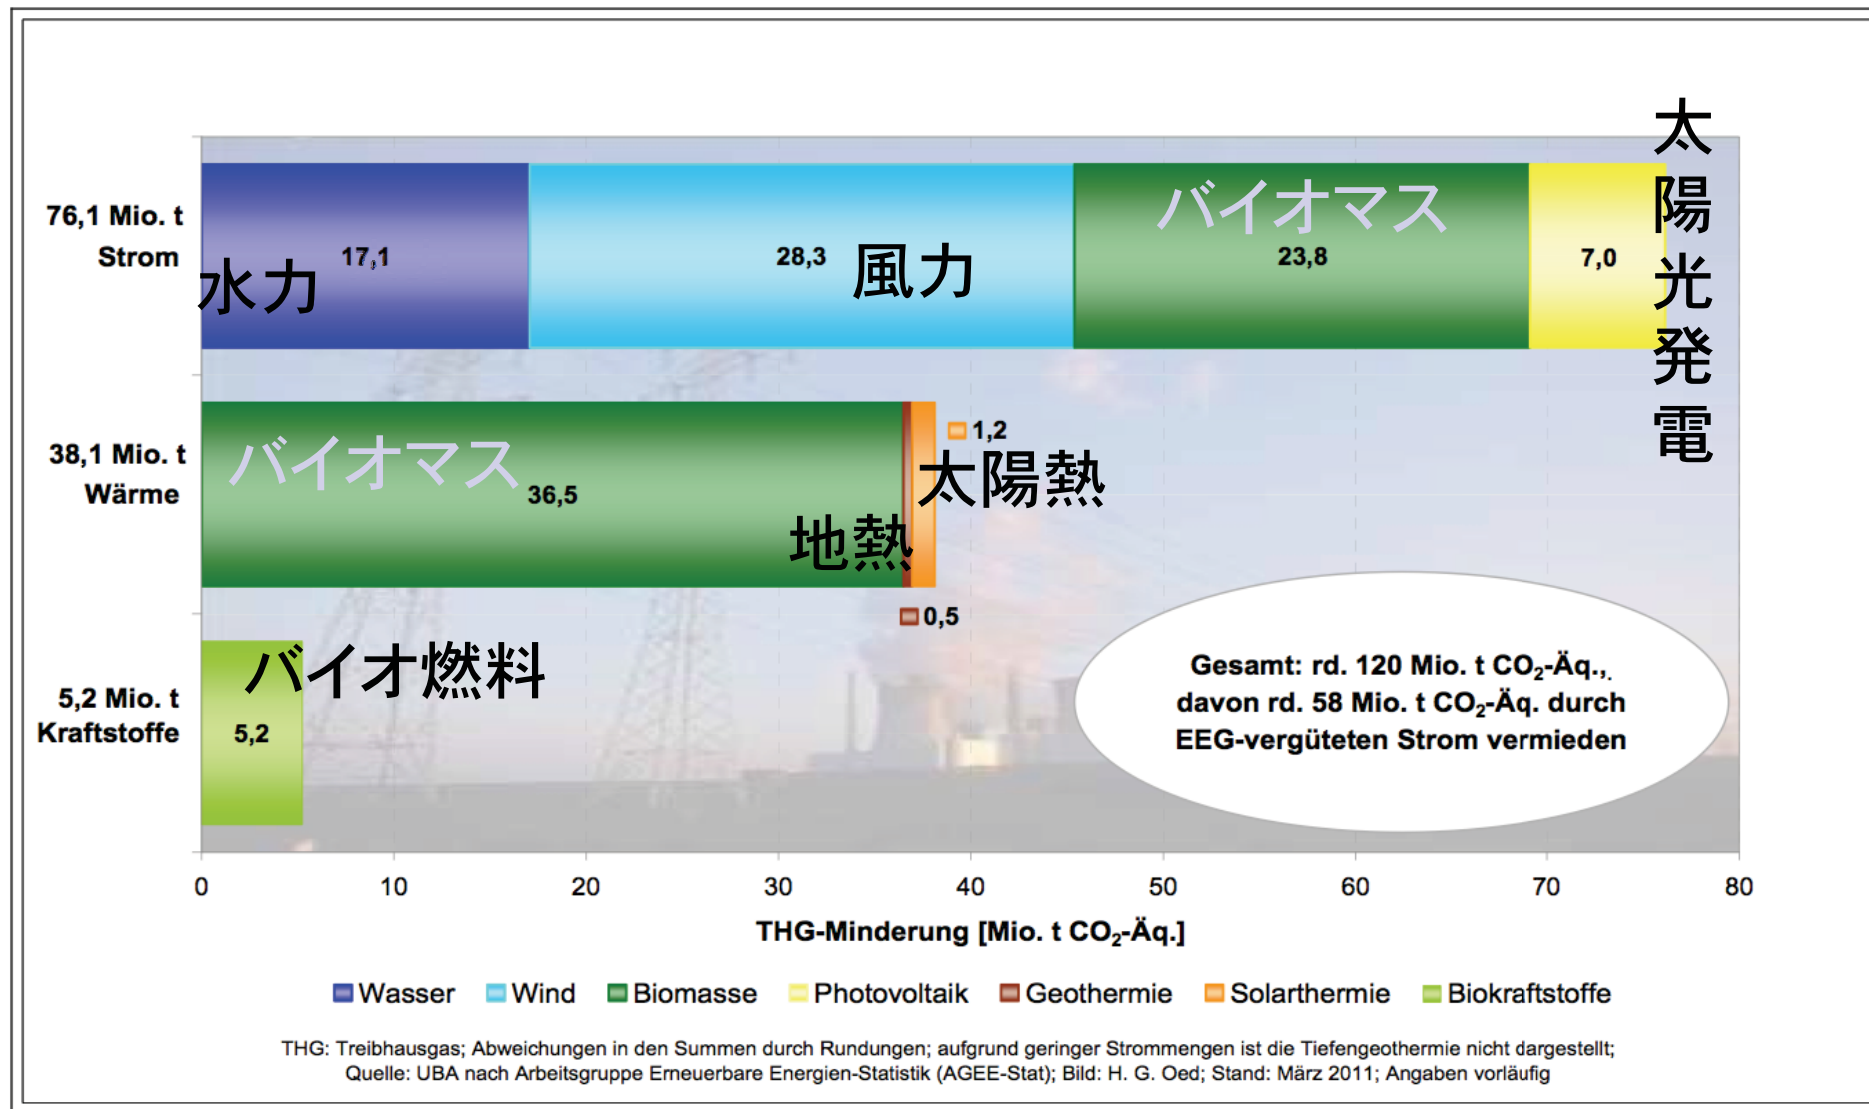 76,1 Mio. t
Strom
水力
17,1
28,3
風力
バイオマス
23,8
7,0
太陽光発電
38,1 Mio. t
Wärme
バイオマス
36,5
地熱
太陽熱
1,2
0,5
5,2 Mio. t
Kraftstoffe
バイオ燃料
5,2
Gesamt: rd. 120 Mio. t CO₂-Äq.,.
davon rd. 58 Mio. t CO₂-Äq. durch
EEG-vergüteten Strom vermieden
0 10 20 30 40 50 60 70 80
THG-Minderung [Mio. t CO₂-Äq.]
Wasser Wind Biomasse Photovoltaik Geothermie Solarthermie Biokraftstoffe
THG: Treibhausgas; Abweichungen in den Summen durch Rundungen; aufgrund geringer Strommengen ist die Tiefengeothermie nicht dargestellt;
Quelle: UBA nach Arbeitsgruppe Erneuerbare Energien-Statistik (AGEE-Stat); Bild: H. G. Oed; Stand: März 2011; Angaben vorläufig